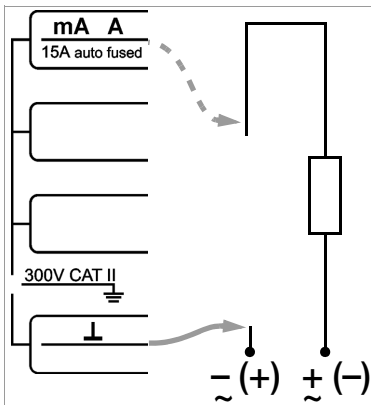 mA A
15A auto fused
300V CAT II
− (+) + (−)
~ ~